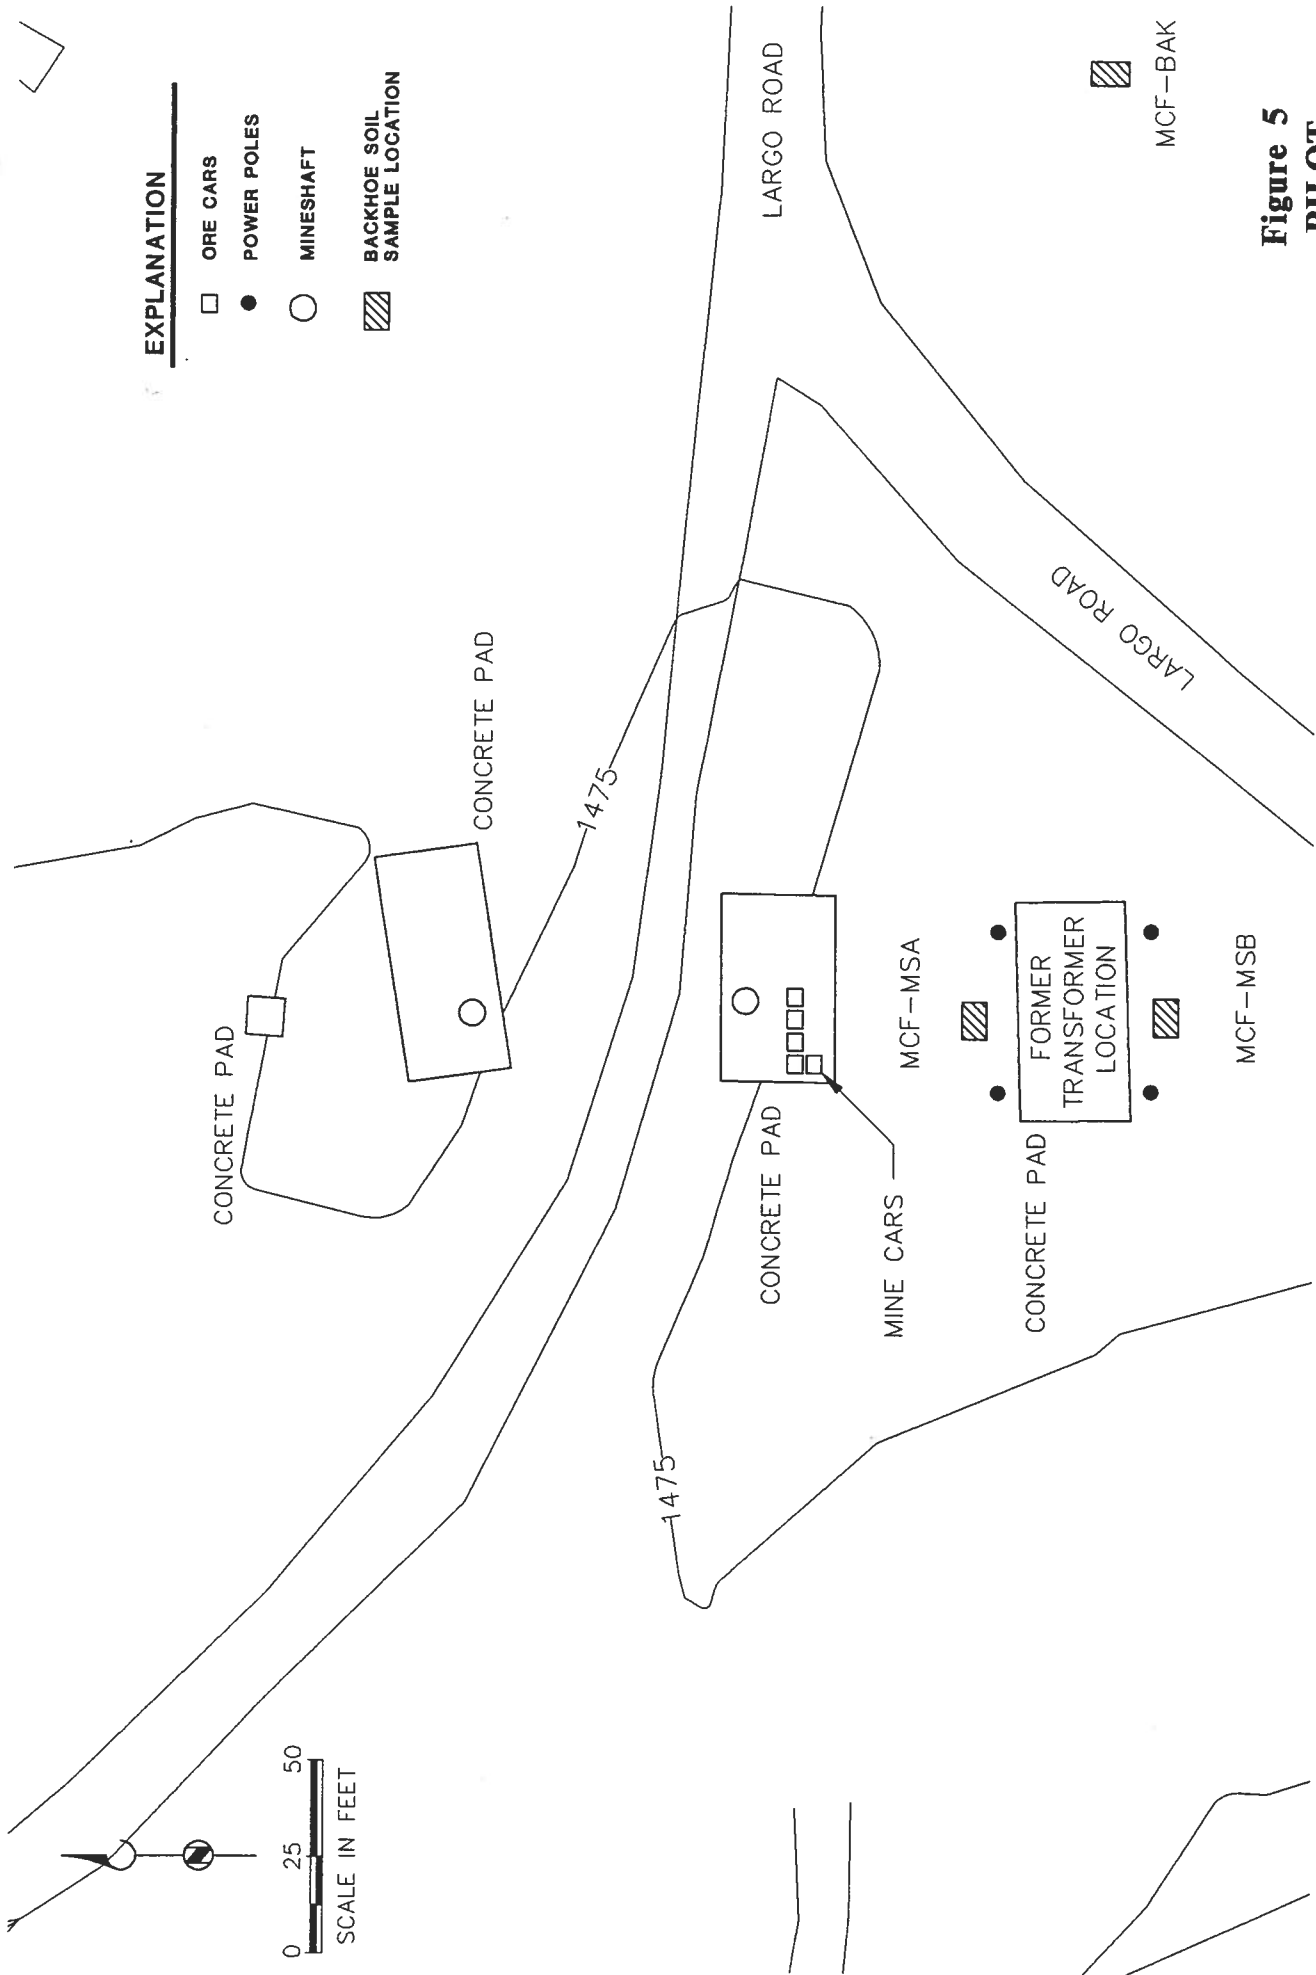 EXPLANATION
ORE CARS
POWER POLES
MINESHAFT
BACKHOE SOIL
SAMPLE LOCATION
CONCRETE PAD
CONCRETE PAD
1475
LARGO ROAD
LARGO ROAD
1475
CONCRETE PAD
MINE CARS
MCF-MSA
CONCRETE PAD
FORMER
TRANSFORMER
LOCATION
MCF-MSB
MCF-BAK
0 25 50
SCALE IN FEET
Figure 5
PILOT